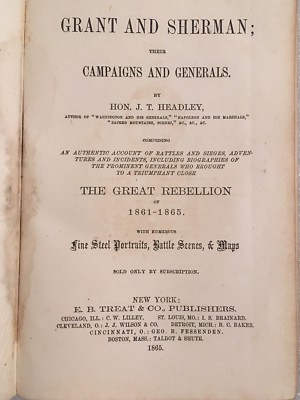 GRANT AND SHERMAN;
THEIR
CAMPAIGNS AND GENERALS.
BY
HON. J. T. HEADLEY,
AUTHOR OF "WASHINGTON AND HIS GENERALS," "NAPOLEON AND HIS MARSHALS,"
"SACRED MOUNTAINS, SCENES," &C., &C., &C.
COMPRISING
AN AUTHENTIC ACCOUNT OF BATTLES AND SIEGES, ADVEN-
TURES AND INCIDENTS, INCLUDING BIOGRAPHIES OF
THE PROMINENT GENERALS WHO BROUGHT
TO A TRIUMPHANT CLOSE
THE GREAT REBELLION
OF
1861-1865.
WITH NUMEROUS
Fine Steel Portraits, Battle Scenes, & Maps
SOLD ONLY BY SUBSCRIPTION.
NEW YORK:
E. B. TREAT & CO., PUBLISHERS.
CHICAGO, ILL.: C. W. LILLEY. ST. LOUIS, MO.: I. S. BRAINARD.
CLEVELAND, O.: J. J. WILSON & CO. DETROIT, MICH.: R. C. BAKER.
CINCINNATI, O.: GEO. B. FESSENDEN.
BOSTON, MASS.: TALBOT & SHUTE.
1865.